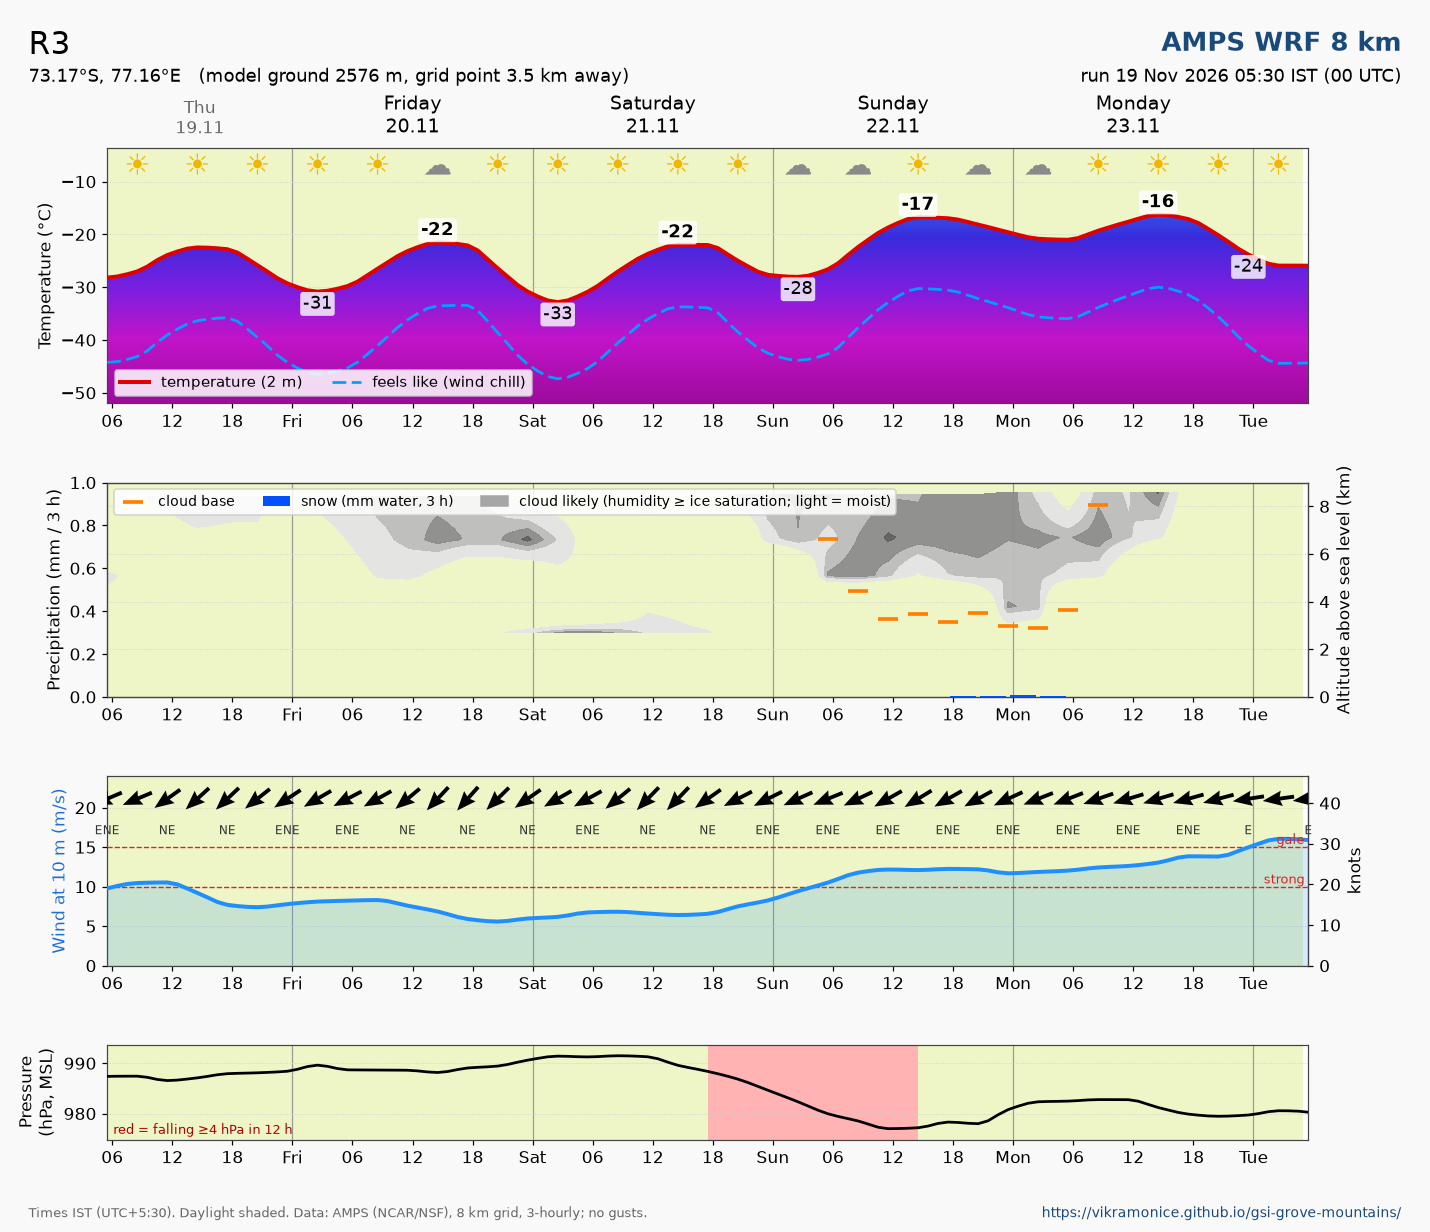 R3
AMPS WRF 8 km
73.17°S, 77.16°E (model ground 2576 m, grid point 3.5 km away)
run 19 Nov 2026 05:30 IST (00 UTC)
Thu
19.11
Friday
20.11
Saturday
21.11
Sunday
22.11
Monday
23.11
Temperature (°C)
−10
−20
−30
−40
−50
-31
-22
-33
-22
-28
-17
-16
-24
temperature (2 m)
feels like (wind chill)
06 12 18 Fri 06 12 18 Sat 06 12 18 Sun 06 12 18 Mon 06 12 18 Tue
Precipitation (mm / 3 h)
1.0
0.8
0.6
0.4
0.2
0.0
cloud base
snow (mm water, 3 h)
cloud likely (humidity ≥ ice saturation; light = moist)
8
6
4
2
0
Altitude above sea level (km)
06 12 18 Fri 06 12 18 Sat 06 12 18 Sun 06 12 18 Mon 06 12 18 Tue
Wind at 10 m (m/s)
20
15
10
5
0
ENE NE NE ENE ENE NE NE NE ENE NE NE ENE ENE ENE ENE ENE ENE ENE ENE E E
gale
strong
40
30
20
10
0
knots
06 12 18 Fri 06 12 18 Sat 06 12 18 Sun 06 12 18 Mon 06 12 18 Tue
Pressure
(hPa, MSL)
990
980
red = falling ≥4 hPa in 12 h
06 12 18 Fri 06 12 18 Sat 06 12 18 Sun 06 12 18 Mon 06 12 18 Tue
Times IST (UTC+5:30). Daylight shaded. Data: AMPS (NCAR/NSF), 8 km grid, 3-hourly; no gusts.
https://vikramonice.github.io/gsi-grove-mountains/